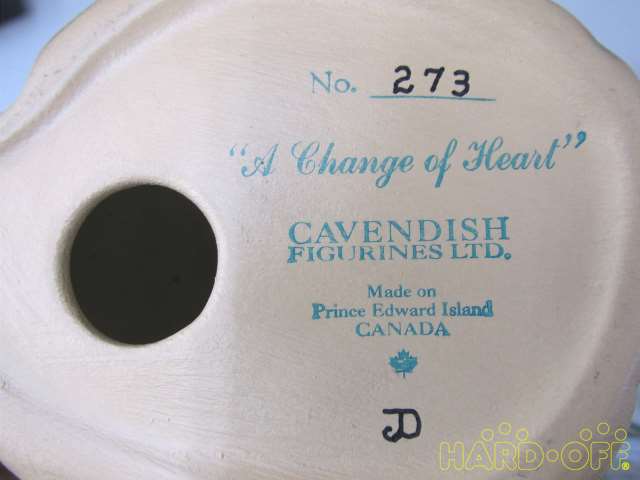 No. 273
"A Change of Heart"
CAVENDISH
FIGURINES LTD.
Made on
Prince Edward Island
CANADA
JD
HARD-OFF